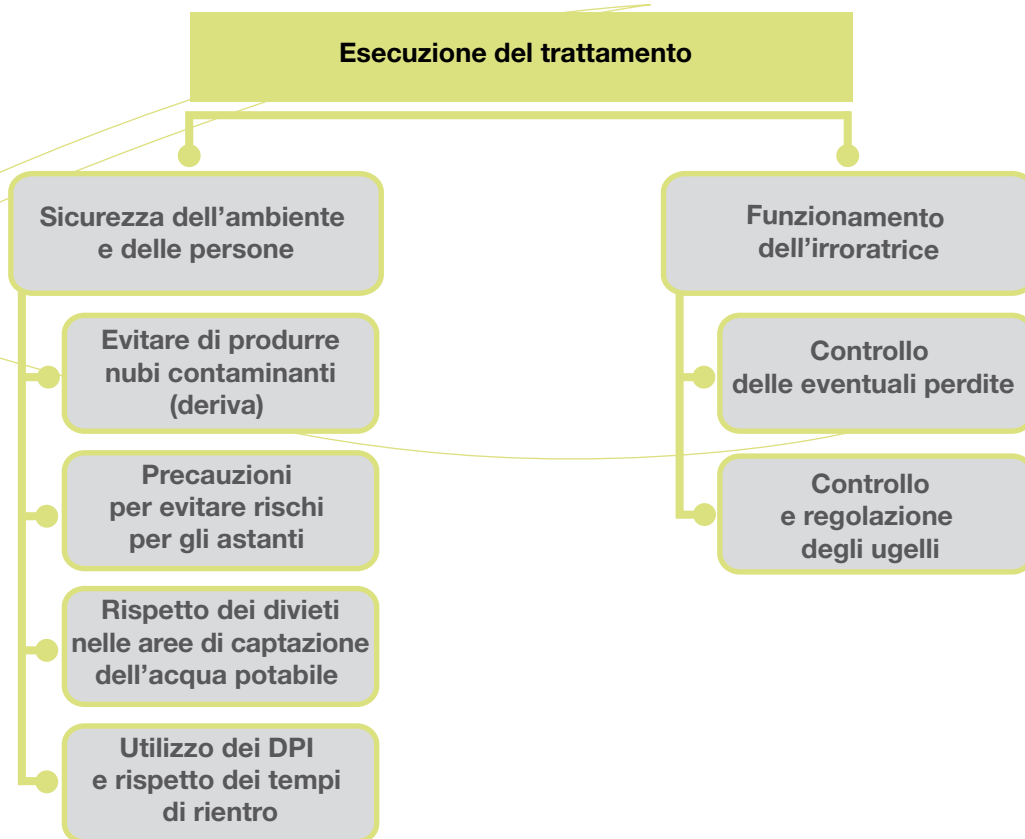 Esecuzione del trattamento
Sicurezza dell'ambiente
e delle persone
Evitare di produrre
nubi contaminanti
(deriva)
Precauzioni
per evitare rischi
per gli astanti
Rispetto dei divieti
nelle aree di captazione
dell'acqua potabile
Utilizzo dei DPI
e rispetto dei tempi
di rientro
Funzionamento
dell'irroratrice
Controllo
delle eventuali perdite
Controllo
e regolazione
degli ugelli